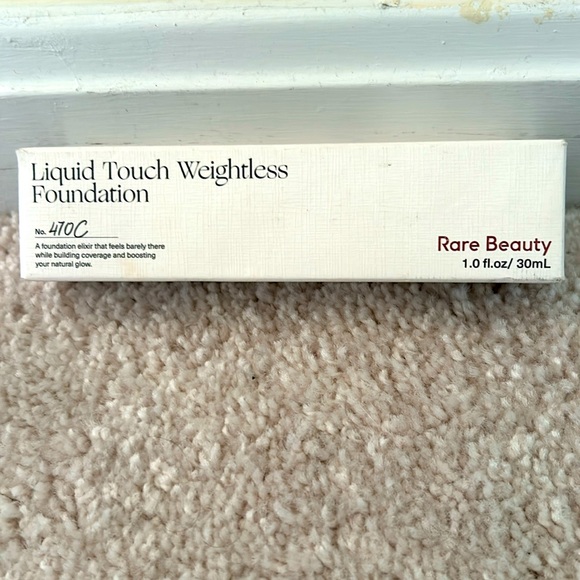 Liquid Touch Weightless
Foundation
No. 470C
A foundation elixir that feels barely there
while building coverage and boosting
your natural glow.
Rare Beauty
1.0 fl.oz/ 30mL